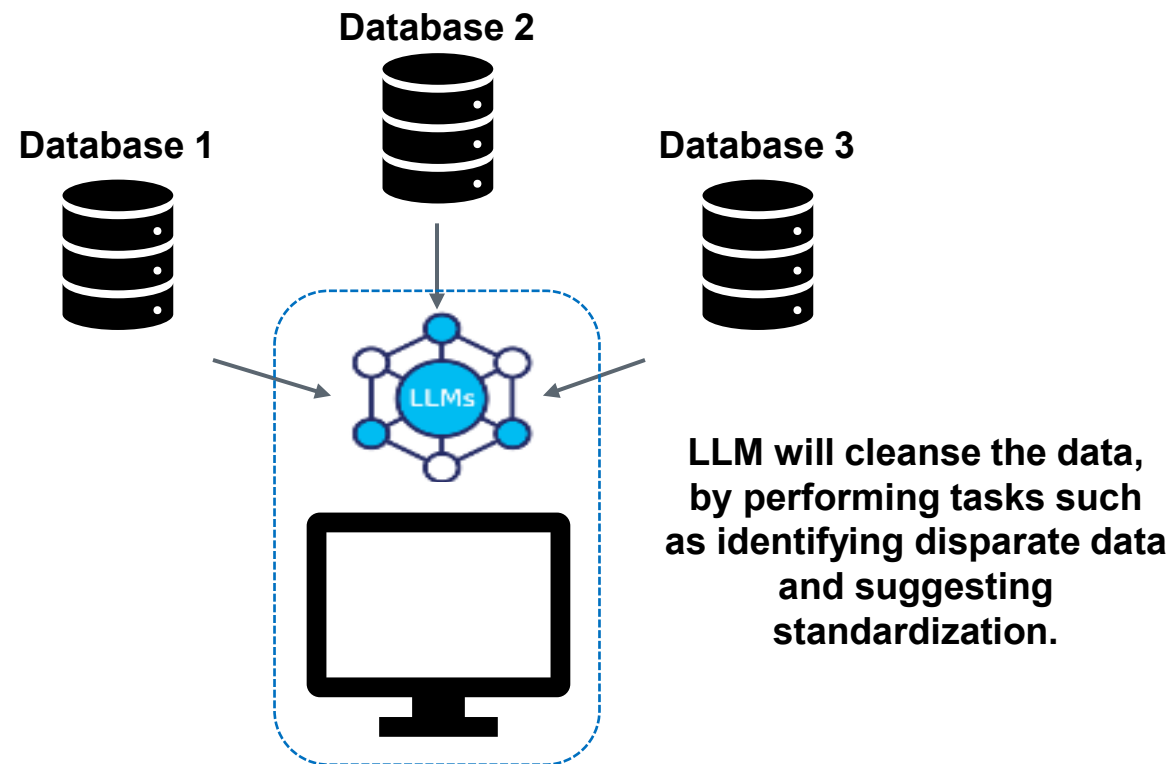 Database 2
Database 1
Database 3
LLMs
LLM will cleanse the data,
by performing tasks such
as identifying disparate data
and suggesting
standardization.